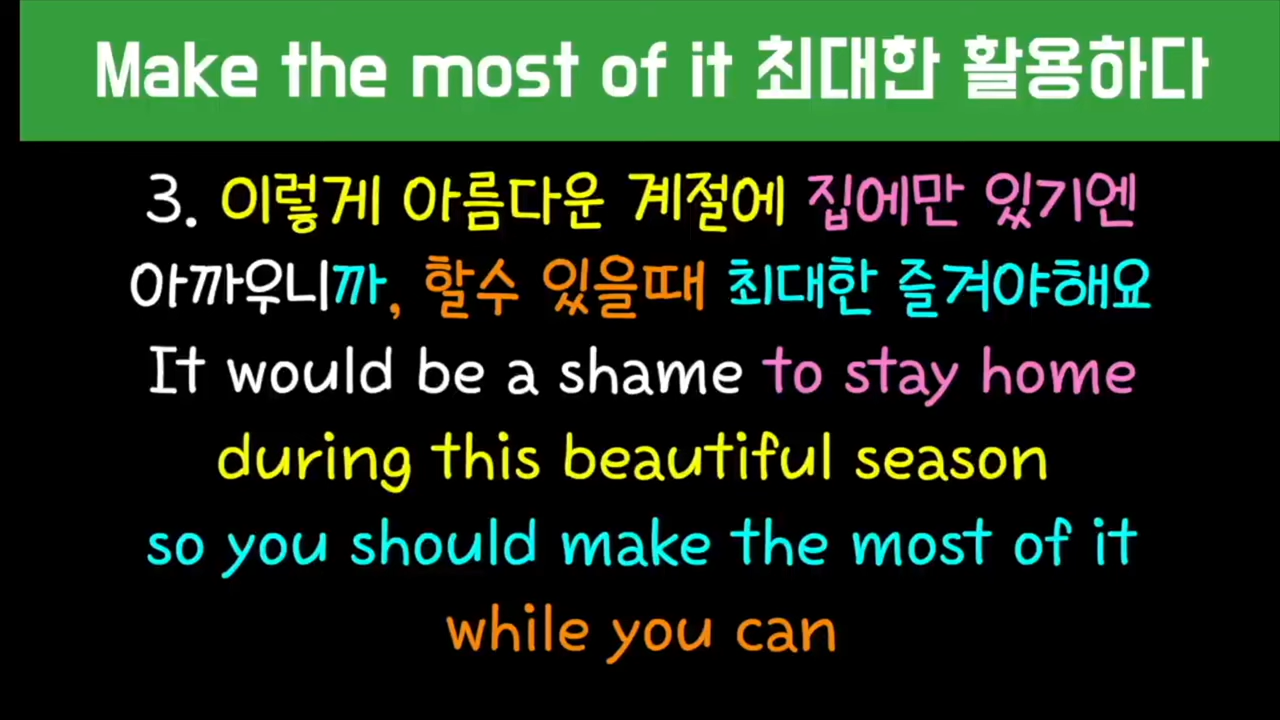 Make the most of it 최대한 활용하다
3. 이렇게 아름다운 계절에 집에만 있기엔
아까우니까, 할수 있을때 최대한 즐겨야해요
It would be a shame to stay home
during this beautiful season
so you should make the most of it
while you can